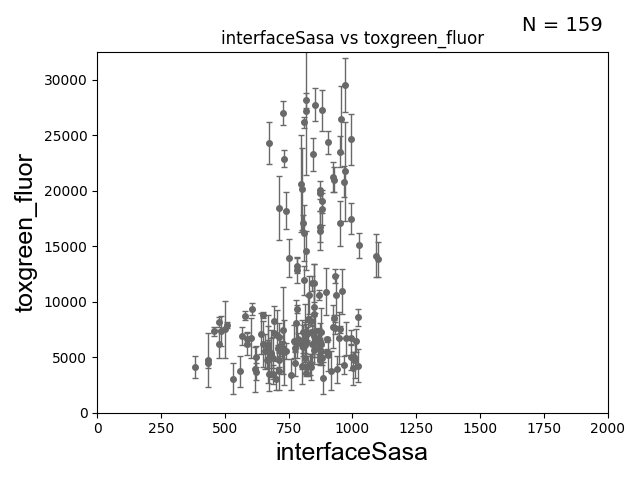 N = 159
interfaceSasa vs toxgreen_fluor
30000
25000
20000
15000
10000
5000
0
toxgreen_fluor
0 250 500 750 1000 1250 1500 1750 2000
interfaceSasa